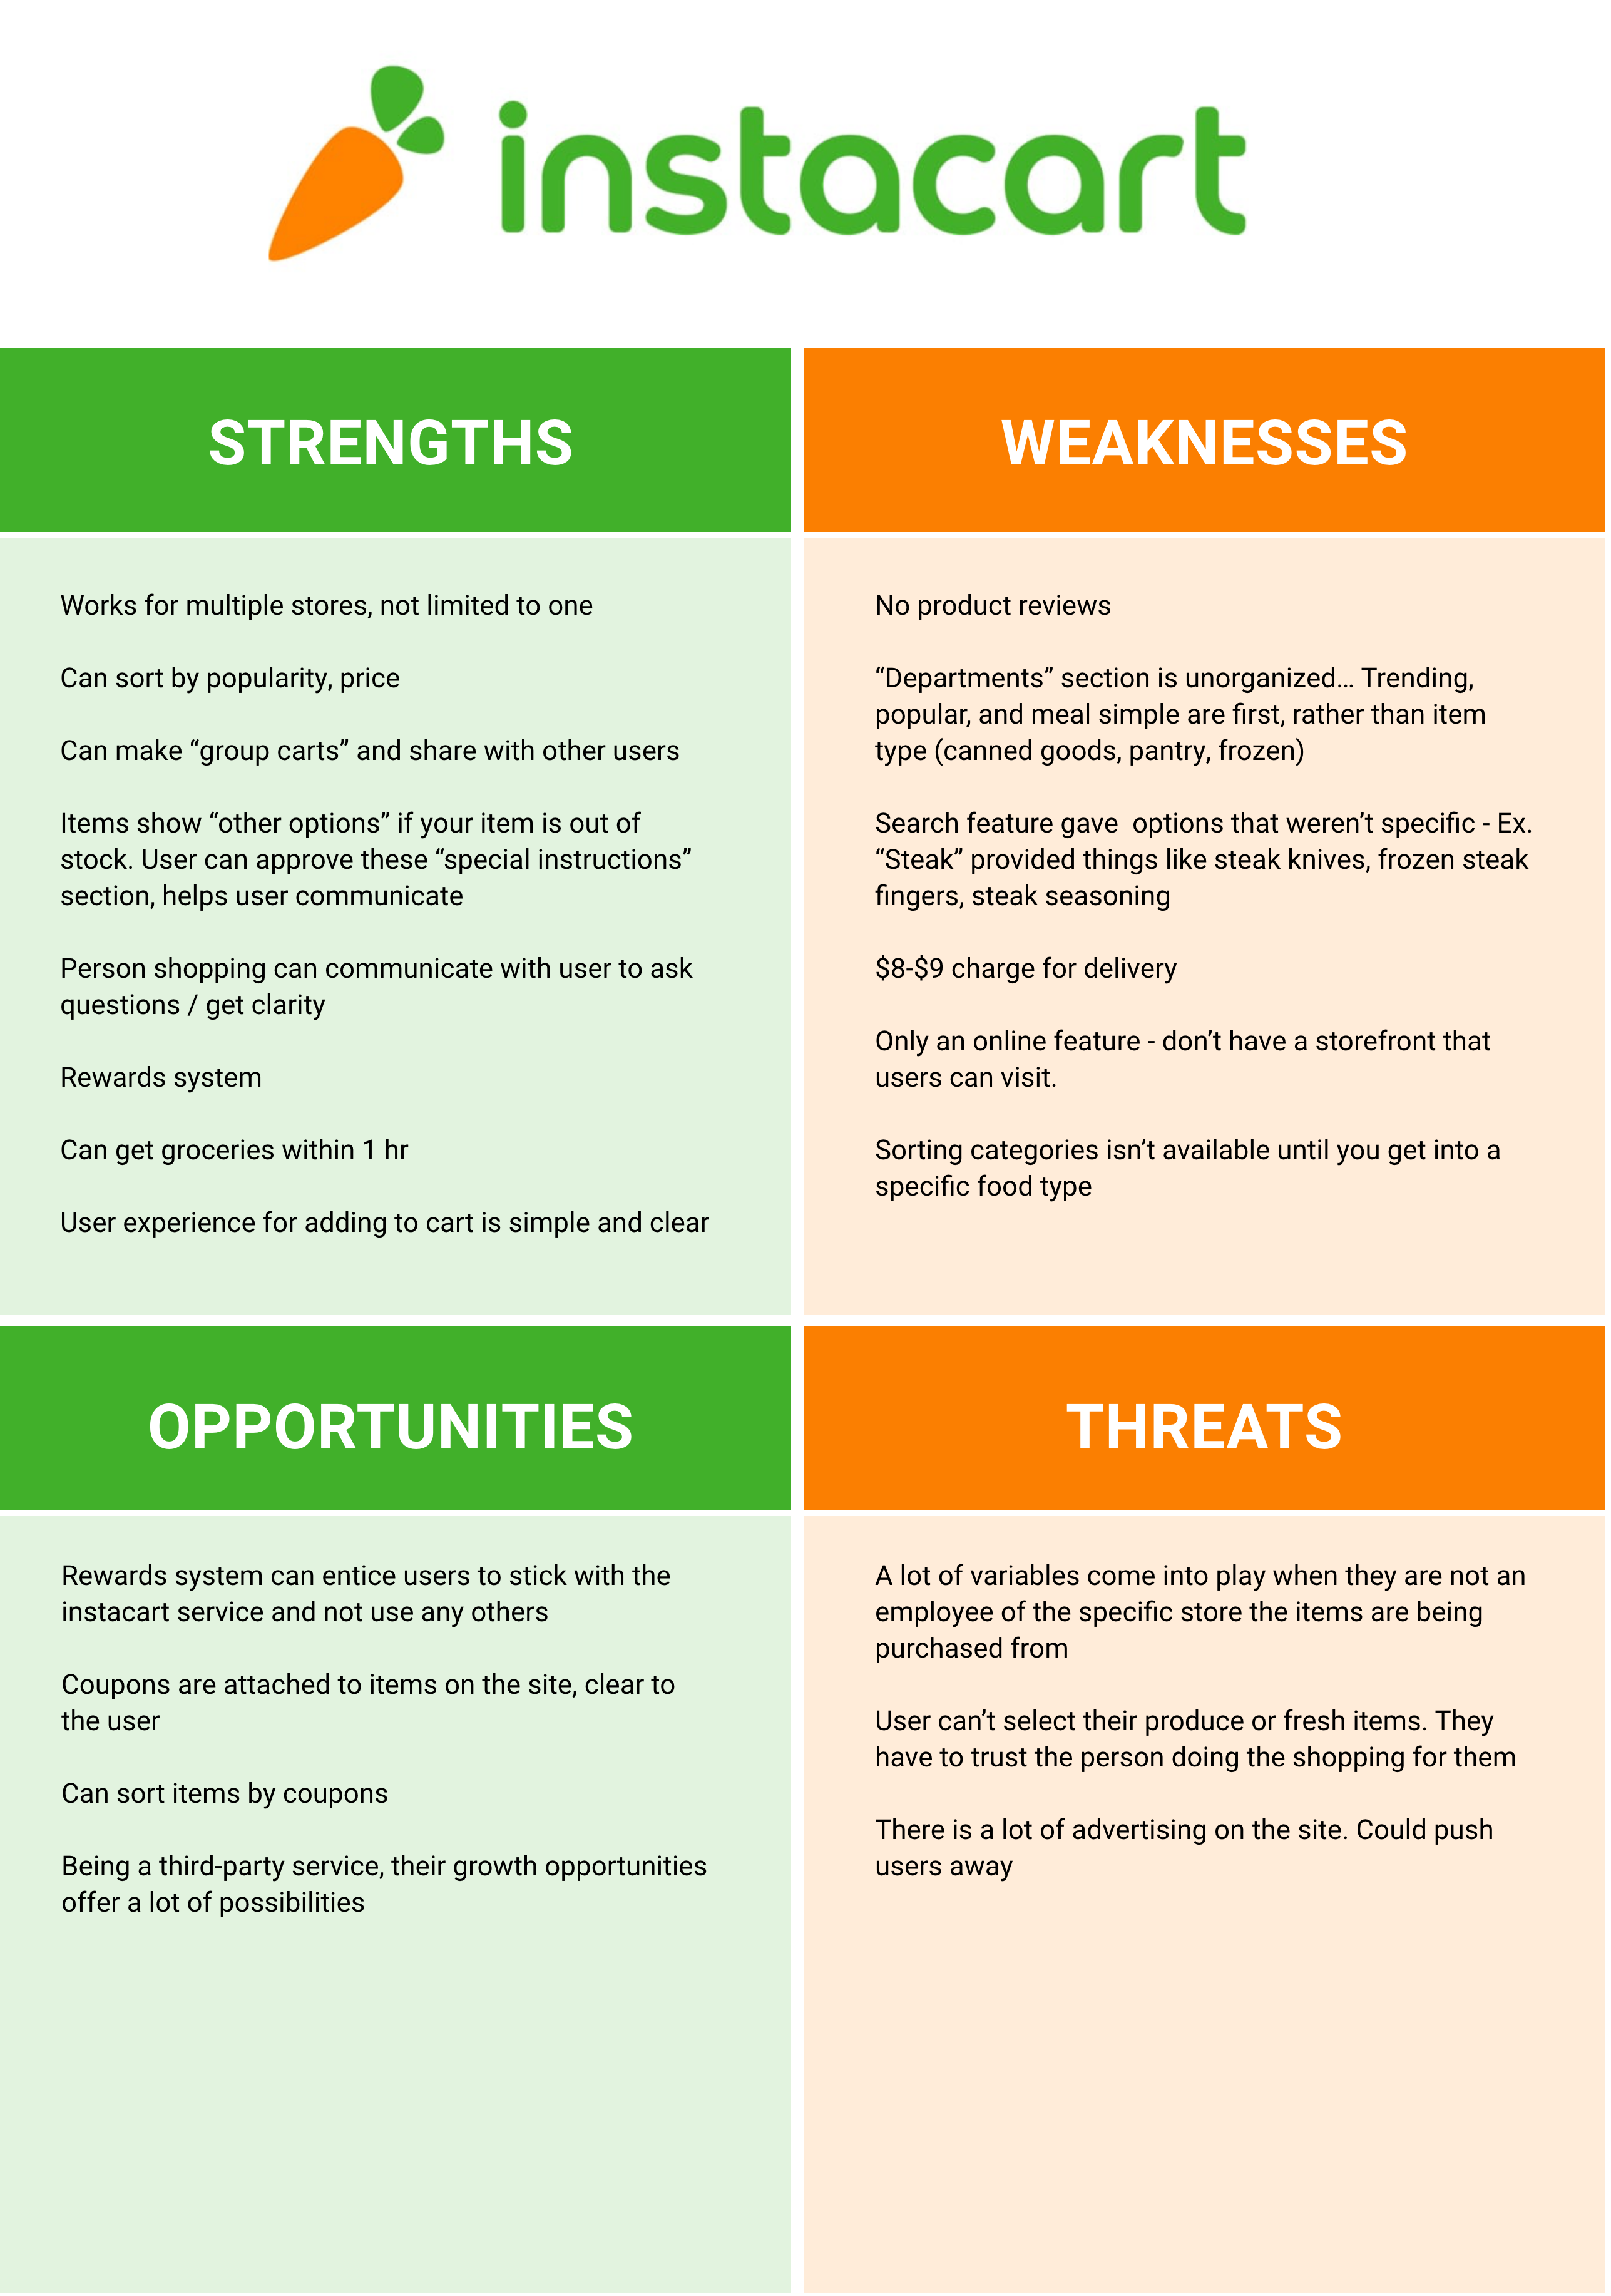 instacart
STRENGTHS
Works for multiple stores, not limited to one
Can sort by popularity, price
Can make “group carts” and share with other users
Items show “other options” if your item is out of
stock. User can approve these “special instructions”
section, helps user communicate
Person shopping can communicate with user to ask
questions / get clarity
Rewards system
Can get groceries within 1 hr
User experience for adding to cart is simple and clear
WEAKNESSES
No product reviews
“Departments” section is unorganized... Trending,
popular, and meal simple are first, rather than item
type (canned goods, pantry, frozen)
Search feature gave  options that weren’t specific - Ex.
“Steak” provided things like steak knives, frozen steak
fingers, steak seasoning
$8-$9 charge for delivery
Only an online feature - don’t have a storefront that
users can visit.
Sorting categories isn’t available until you get into a
specific food type
OPPORTUNITIES
Rewards system can entice users to stick with the
instacart service and not use any others
Coupons are attached to items on the site, clear to
the user
Can sort items by coupons
Being a third-party service, their growth opportunities
offer a lot of possibilities
THREATS
A lot of variables come into play when they are not an
employee of the specific store the items are being
purchased from
User can’t select their produce or fresh items. They
have to trust the person doing the shopping for them
There is a lot of advertising on the site. Could push
users away